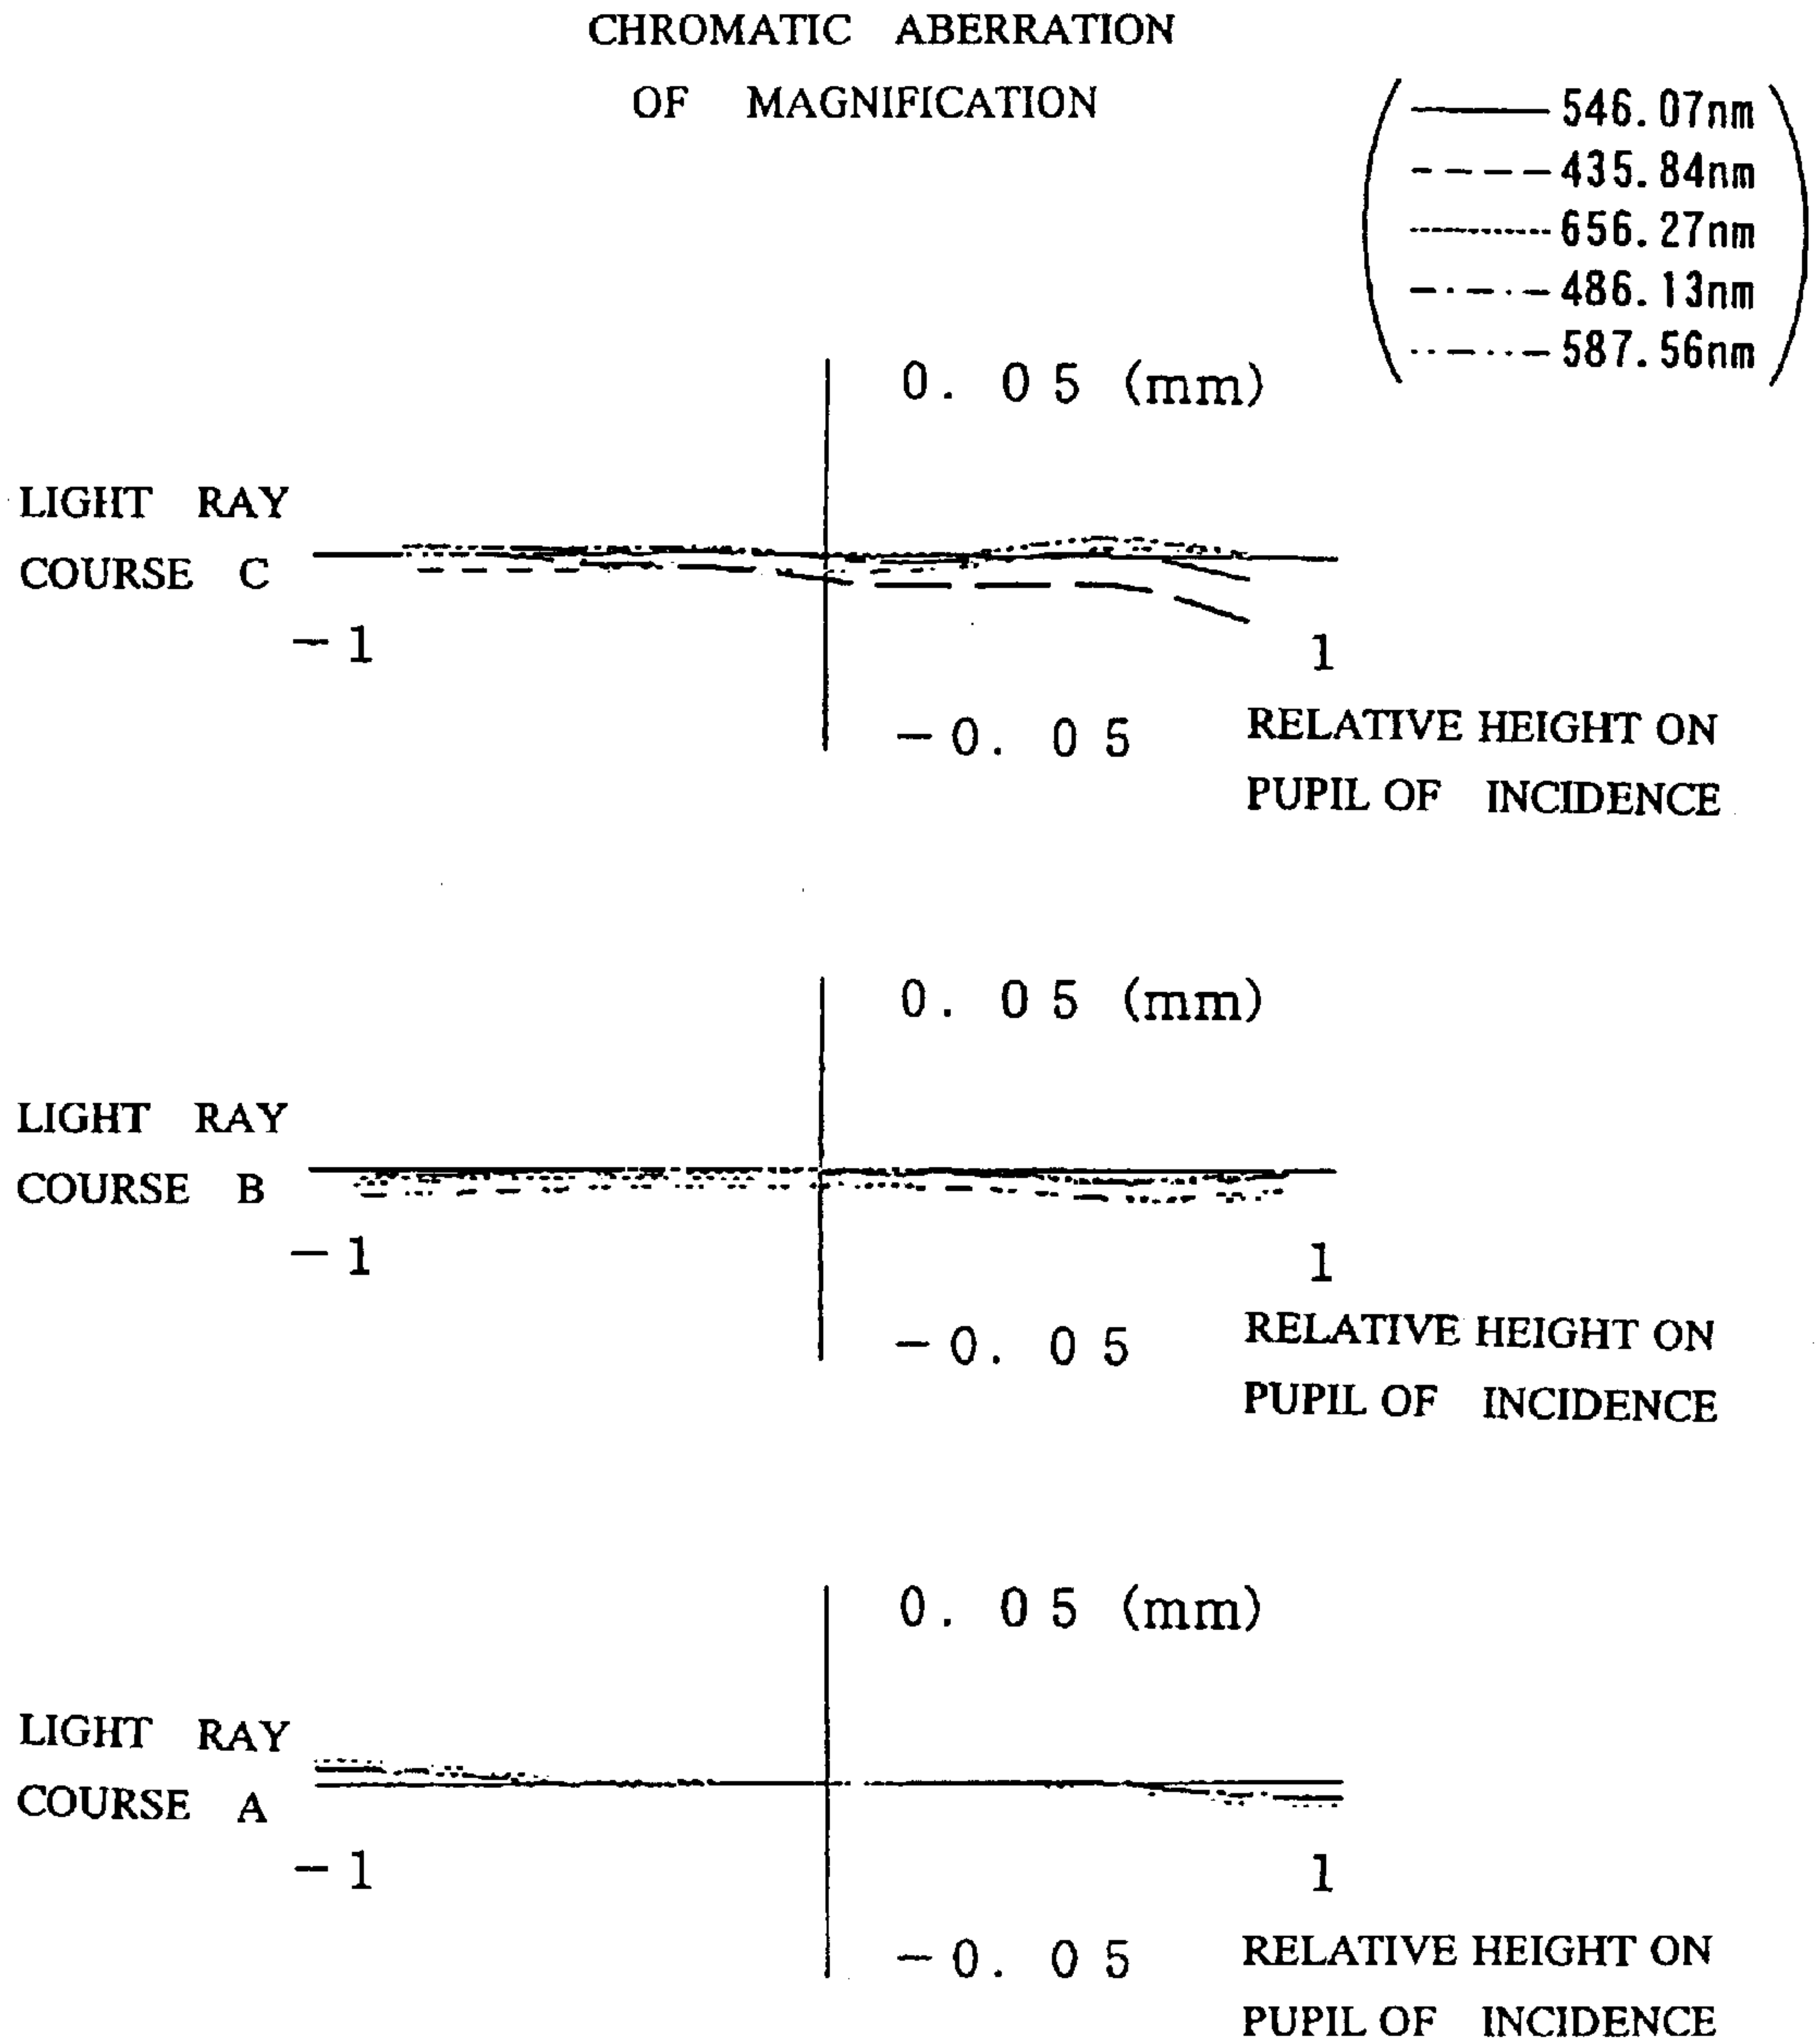 CHROMATIC ABERRATION
OF MAGNIFICATION
546.07nm
435.84nm
656.27nm
486.13nm
587.56nm
0.05 (mm)
LIGHT RAY
COURSE C
-1
1
-0.05
RELATIVE HEIGHT ON
PUPIL OF INCIDENCE
0.05 (mm)
LIGHT RAY
COURSE B
-1
1
-0.05
RELATIVE HEIGHT ON
PUPIL OF INCIDENCE
0.05 (mm)
LIGHT RAY
COURSE A
-1
1
-0.05
RELATIVE HEIGHT ON
PUPIL OF INCIDENCE